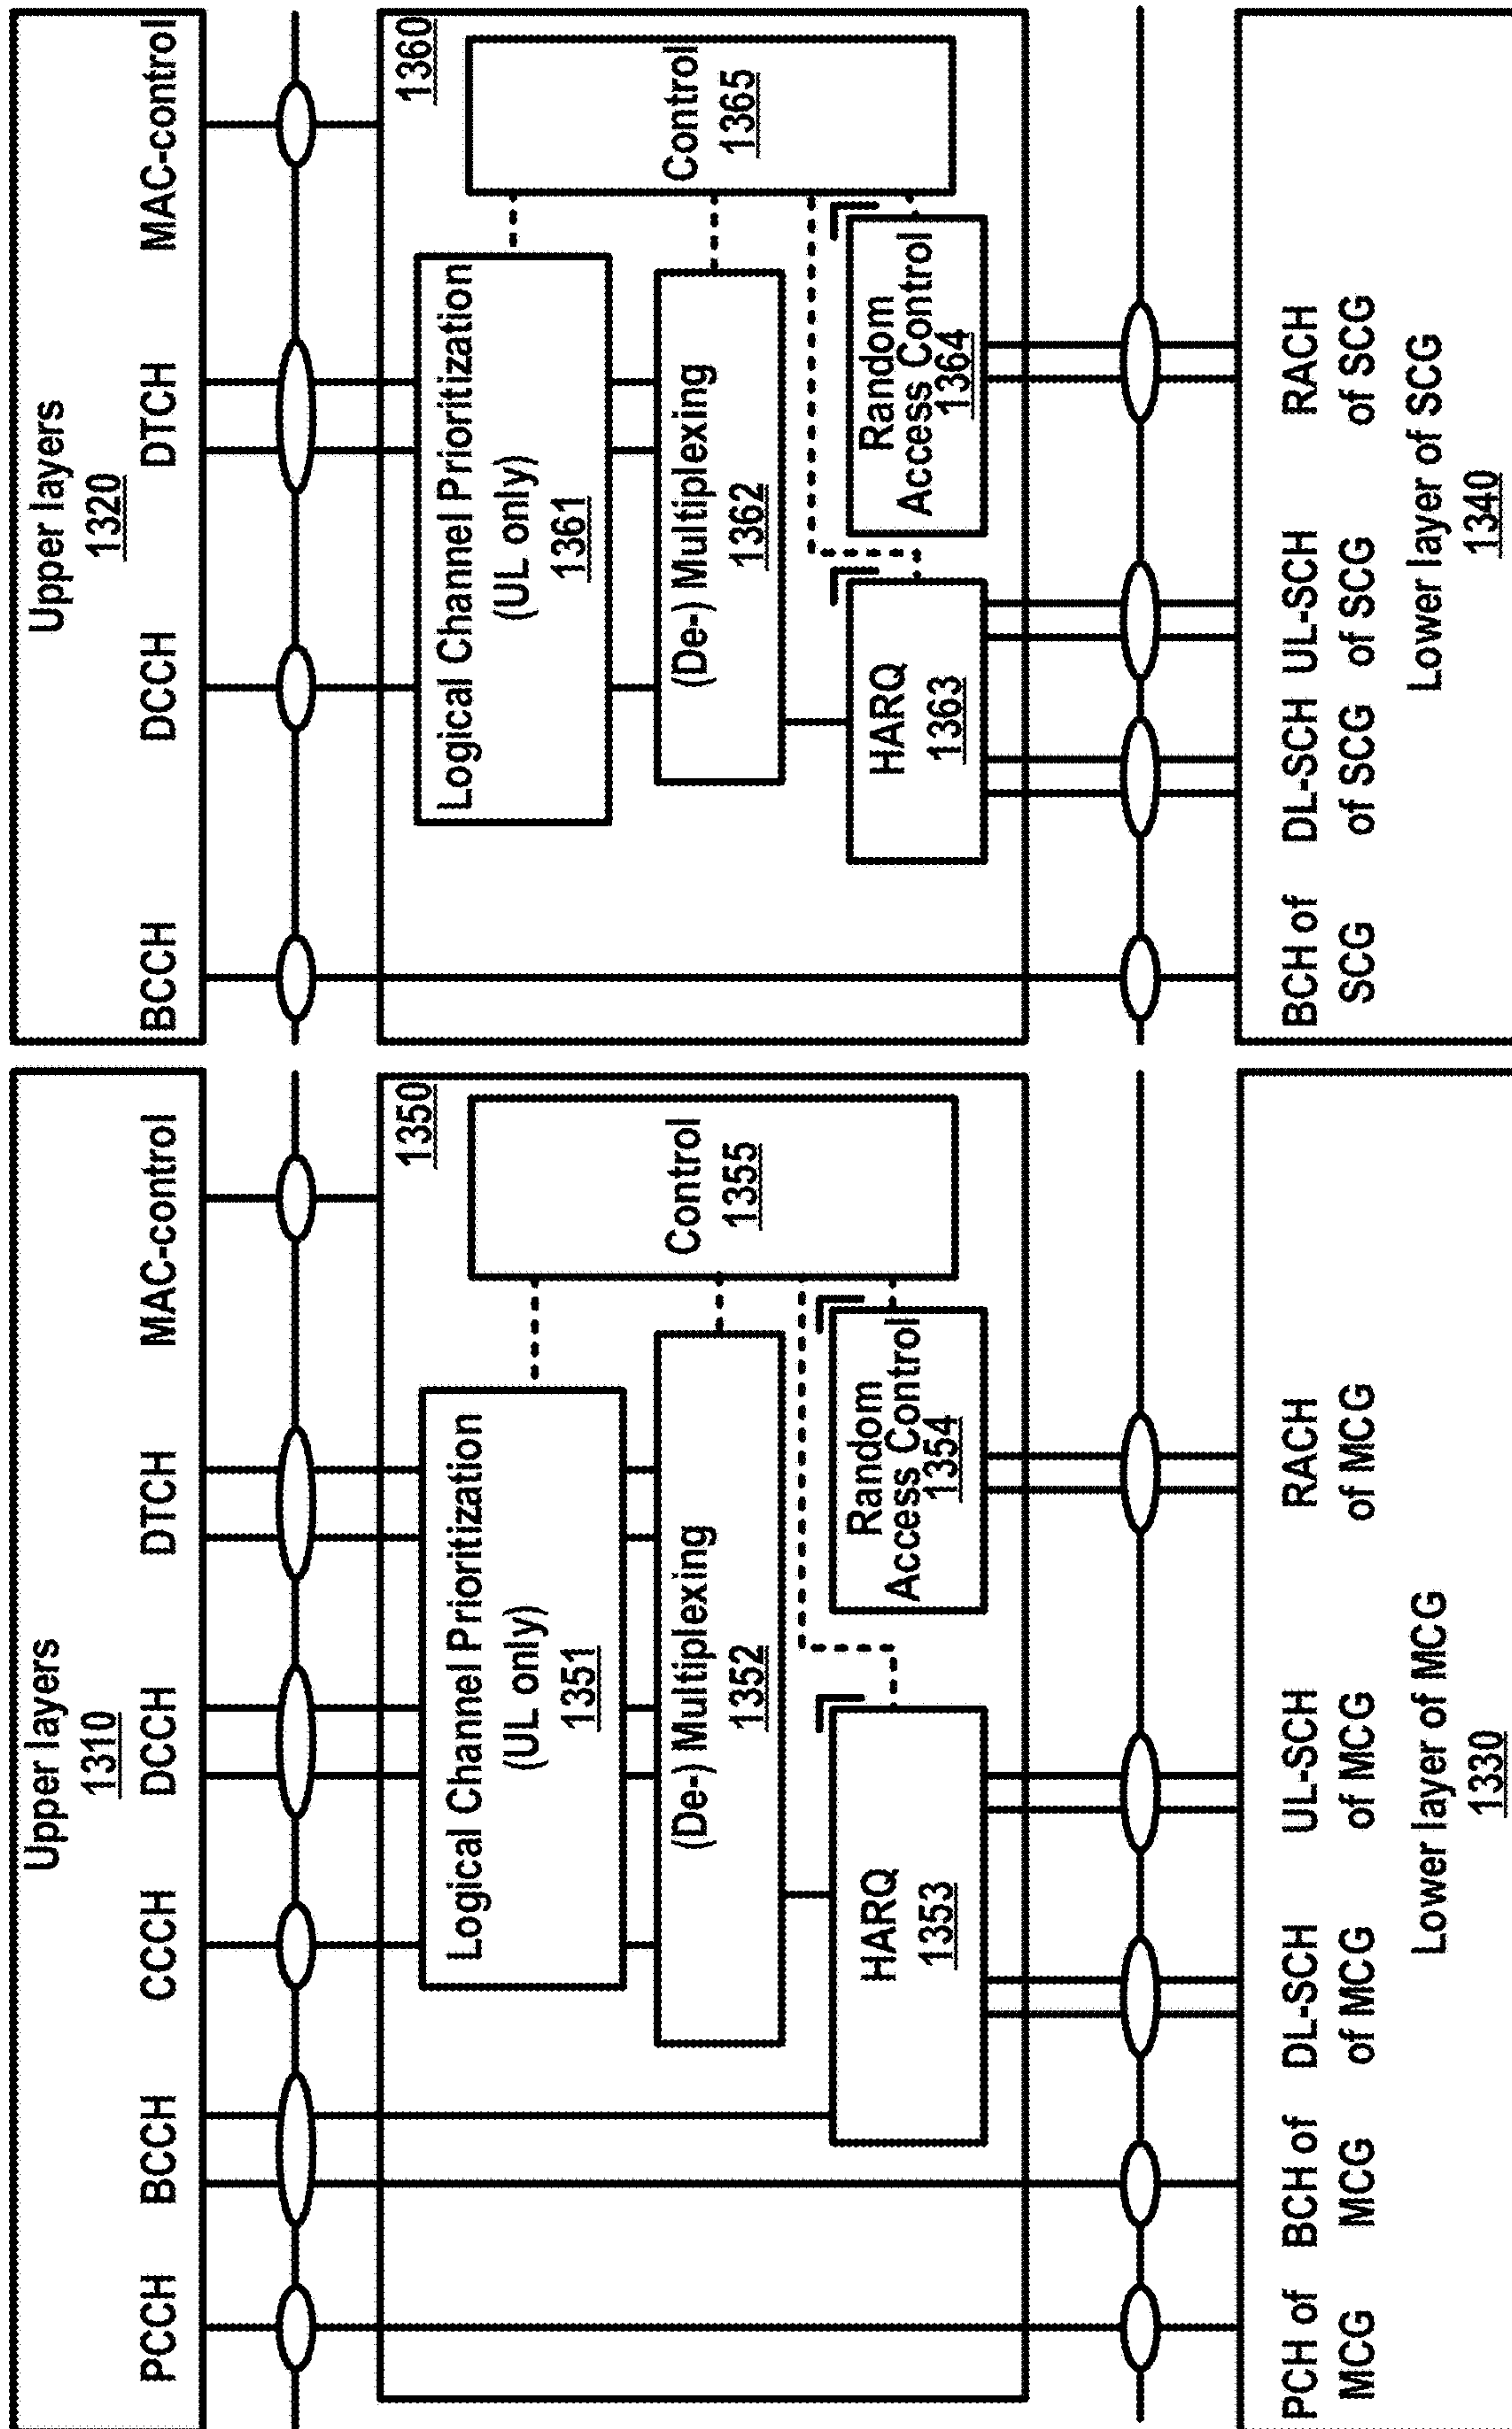 Upper layers
1310
PCCH BCCH CCCH DCCH DTCH MAC-control
1350
Logical Channel Prioritization
(UL only)
1351
(De-) Multiplexing
1352
HARQ
1353
Random
Access Control
1354
Control
1355
PCH of MCG
BCH of MCG
DL-SCH of MCG
UL-SCH of MCG
RACH of MCG
Lower layer of MCG
1330
Upper layers
1320
BCCH DCCH DTCH MAC-control
1360
Logical Channel Prioritization
(UL only)
1361
(De-) Multiplexing
1362
HARQ
1363
Random
Access Control
1364
Control
1365
BCH of SCG
DL-SCH of SCG
UL-SCH of SCG
RACH of SCG
Lower layer of SCG
1340